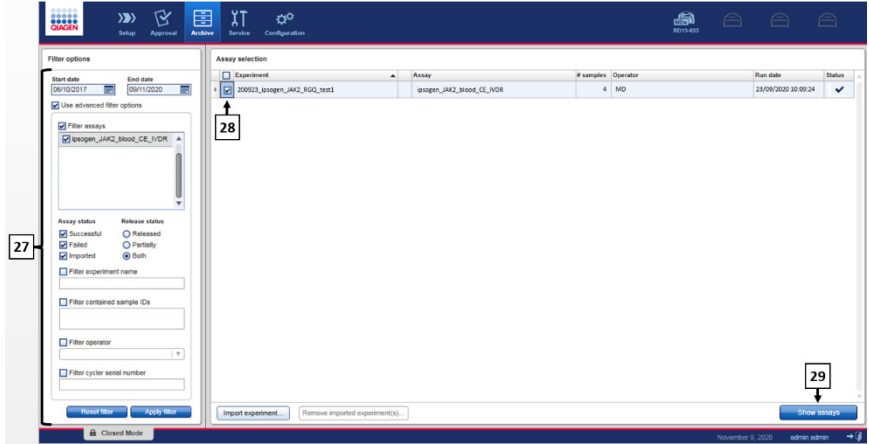 QIAGEN
Setup Approval Archive Service Configuration
RD13-833
Filter options
Start date End date
06/10/2017 09/11/2020
Use advanced filter options
Filter assays
ipsogen_JAK2_blood_CE_IVDR
Assay status Release status
Successful Released
Failed Partially
Imported Both
Filter experiment name
Filter contained sample IDs
Filter operator
Filter cycler serial number
Reset filter Apply filter
27
Assay selection
Experiment Assay # samples Operator Run date Status
200923_ipsogen_JAK2_RGQ_test1 ipsogen_JAK2_blood_CE_IVDR 4 MD 23/09/2020 10:09:24
28
29
Import experiment... Remove imported experiment(s)... Show assays
Closed Mode
November 9, 2020 admin admin